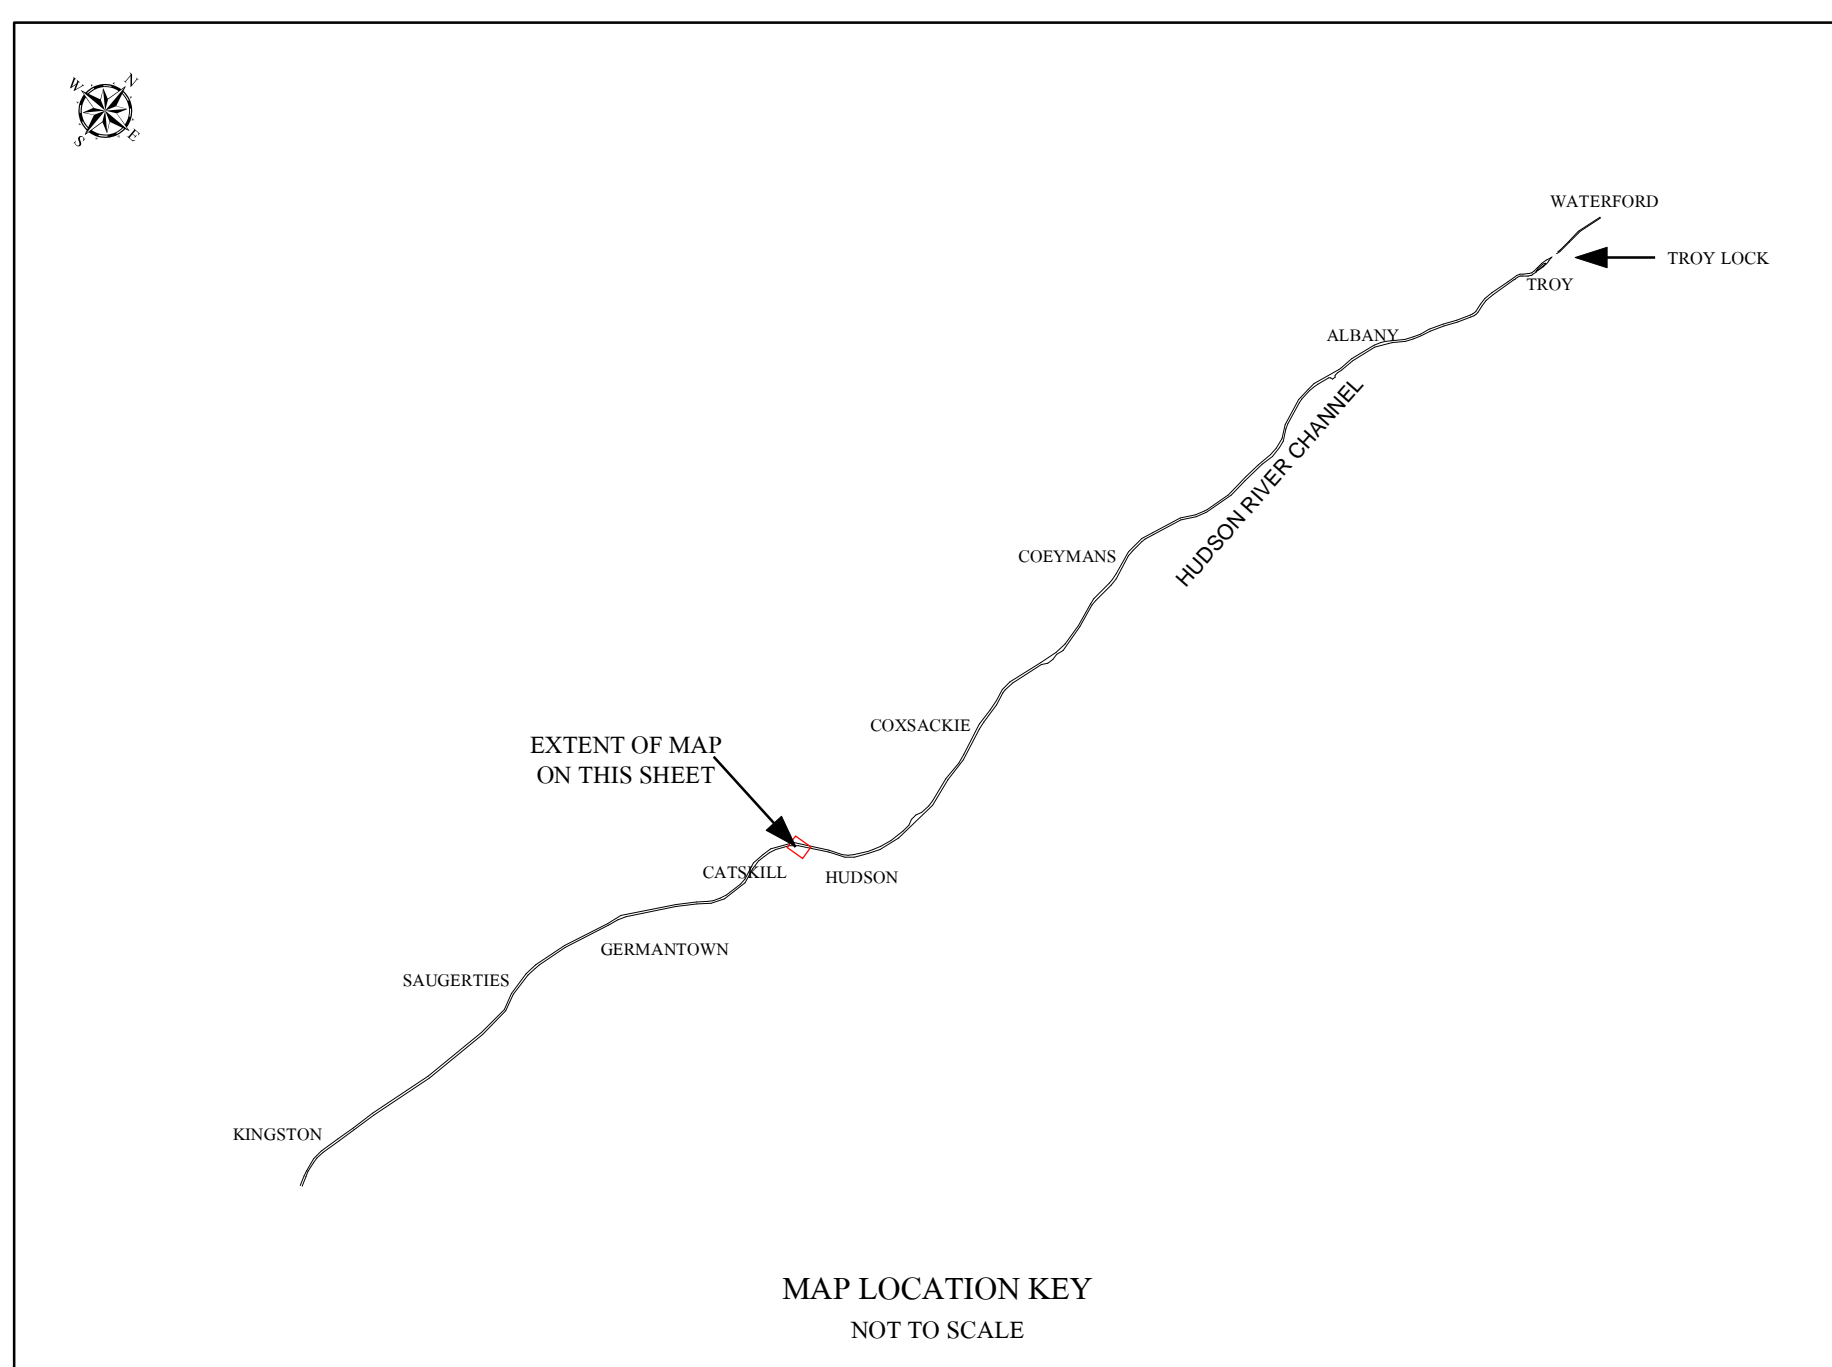 W N
S E
WATERFORD
TROY LOCK
TROY
ALBANY
HUDSON RIVER CHANNEL
COEYMANS
COXSACKIE
EXTENT OF MAP
ON THIS SHEET
CATSKILL
HUDSON
GERMANTOWN
SAUGERTIES
KINGSTON
MAP LOCATION KEY
NOT TO SCALE